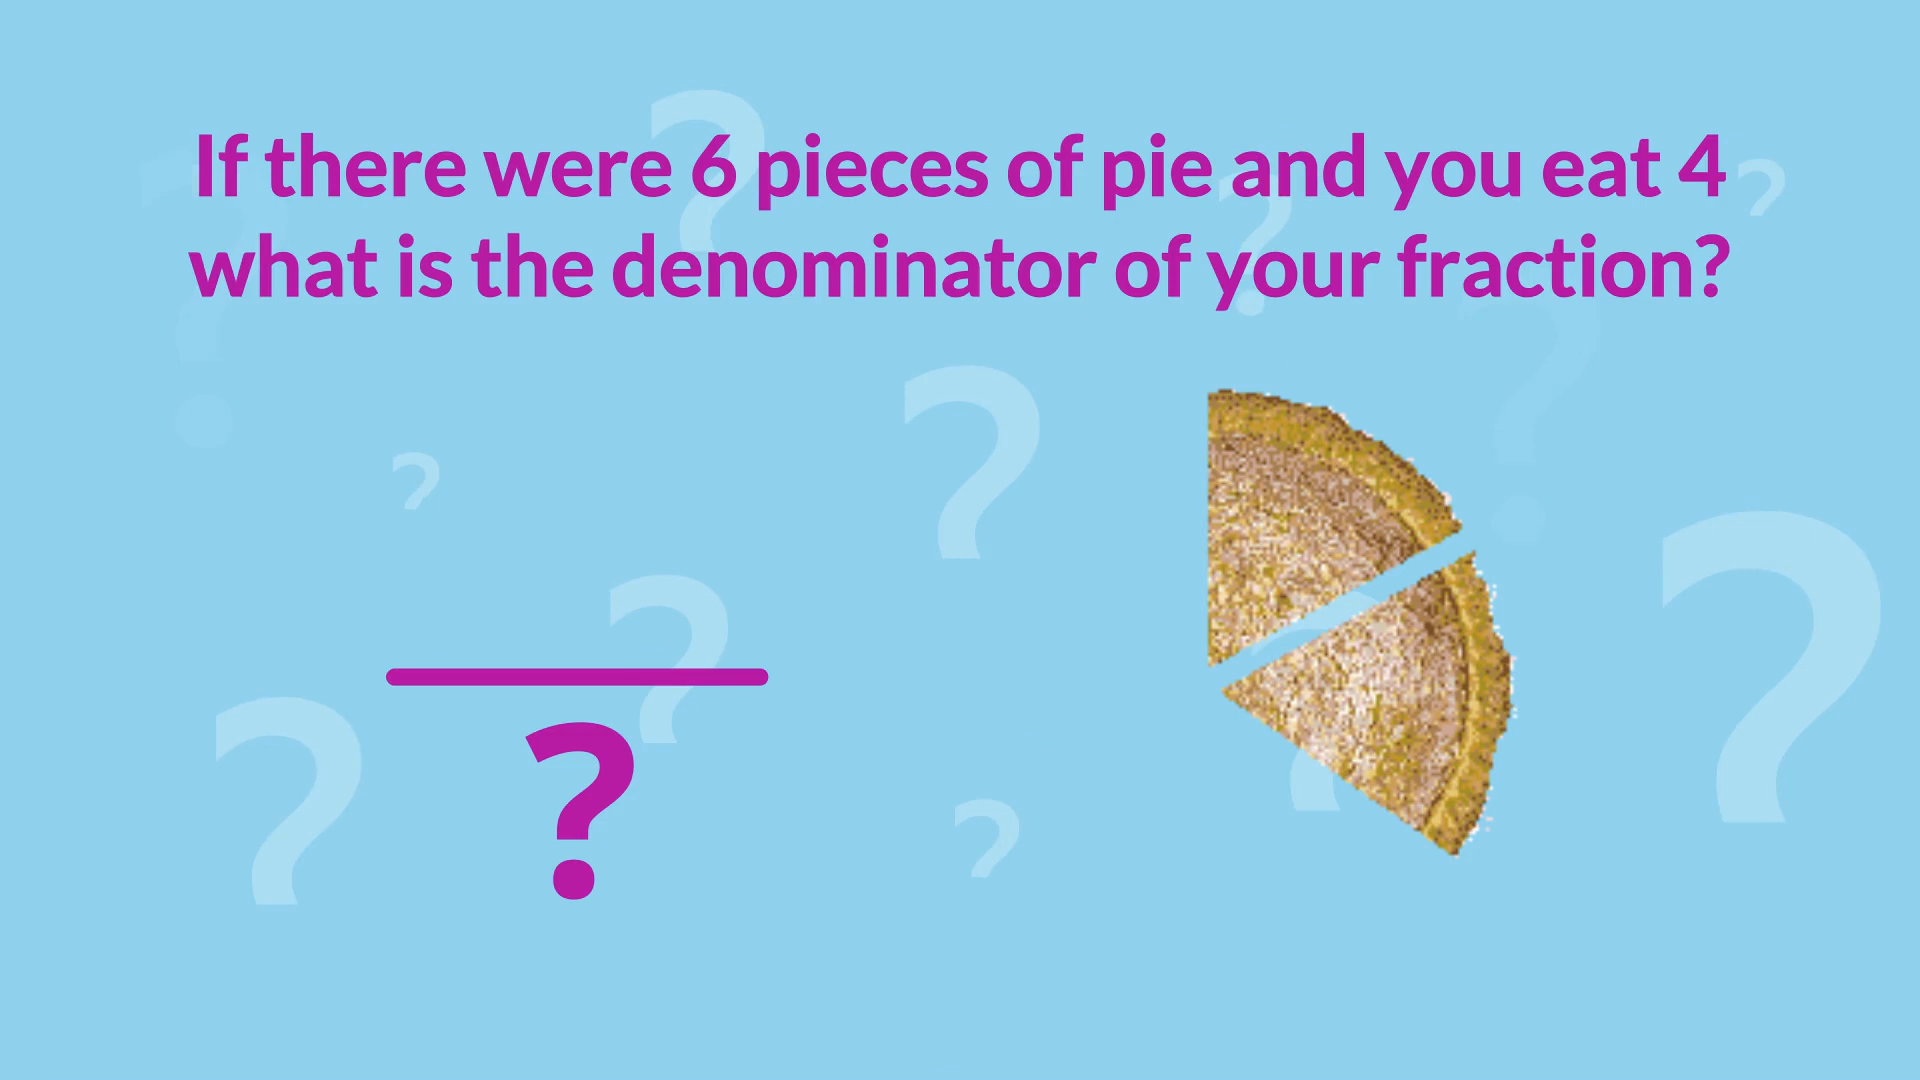 If there were 6 pieces of pie and you eat 4
what is the denominator of your fraction?
?